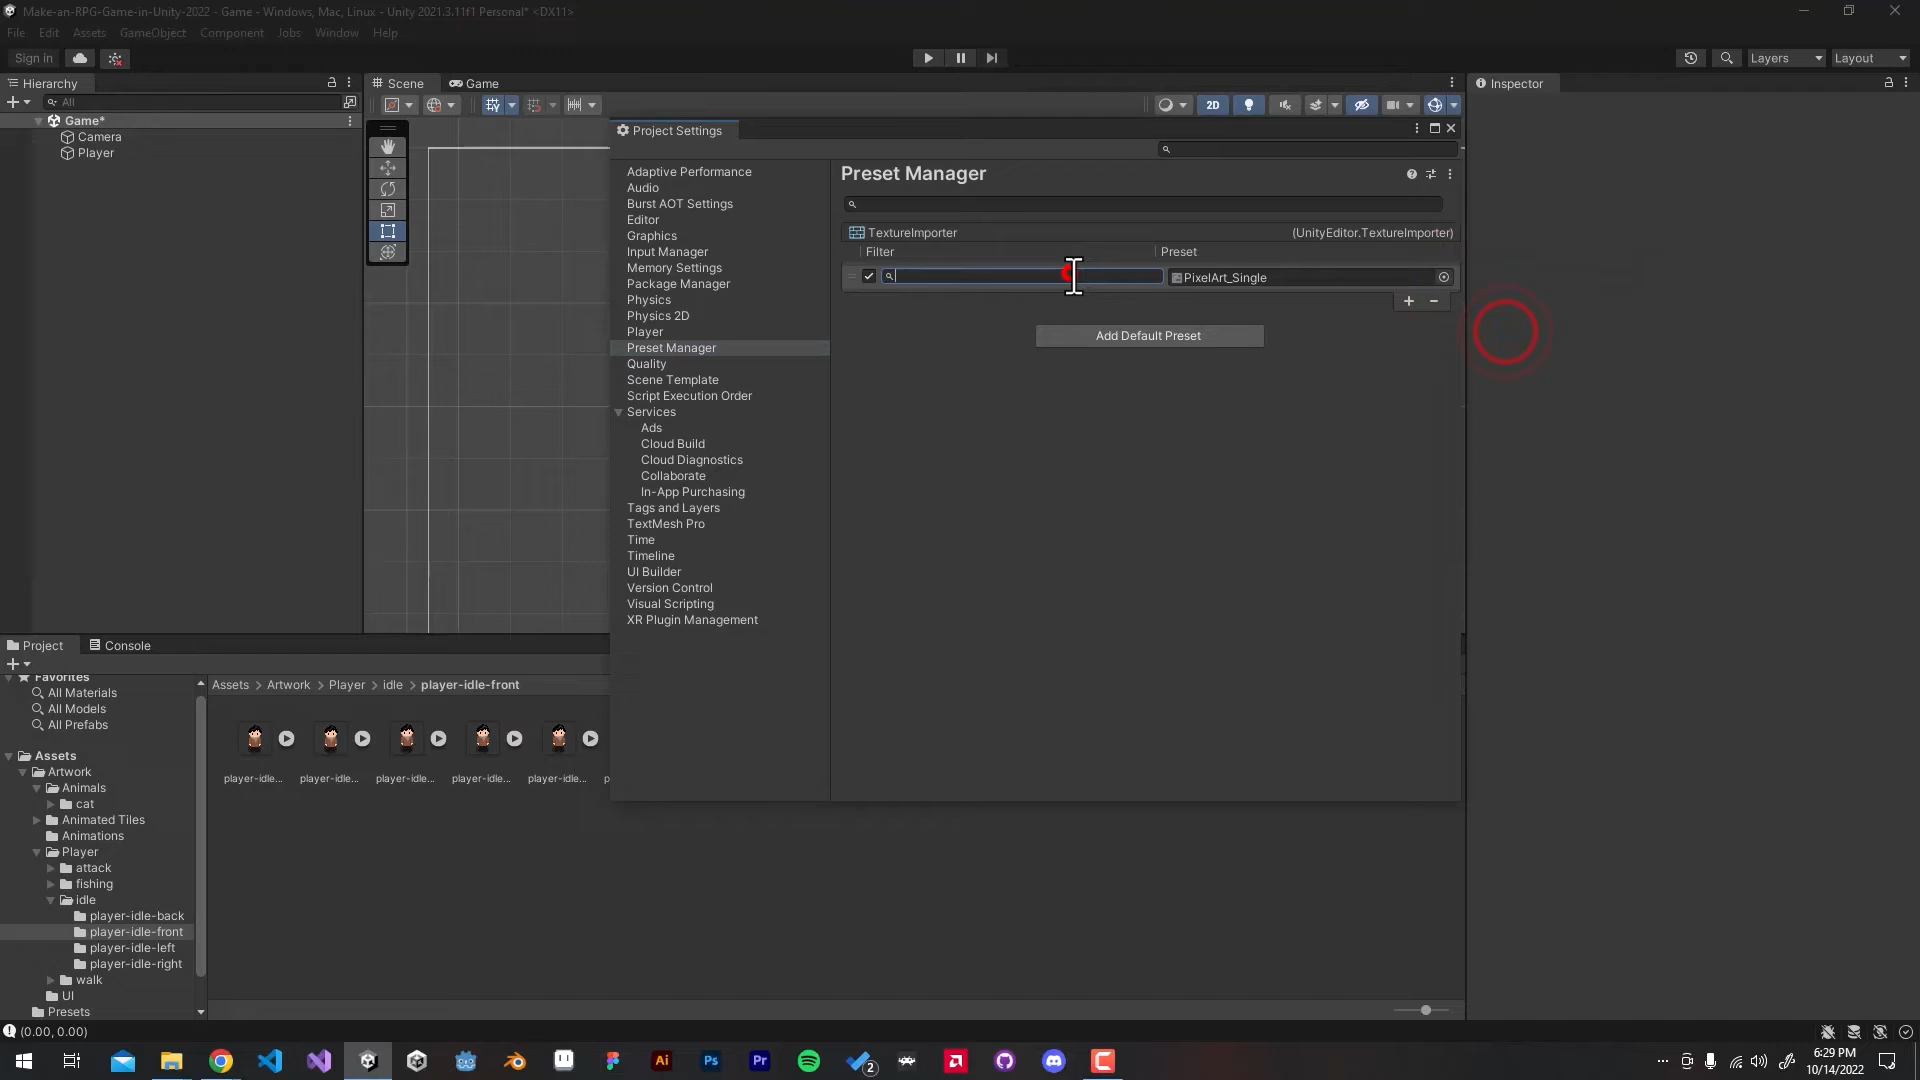 Make-an-RPG-Game-in-Unity-2022 - Game - Windows, Mac, Linux - Unity 2021.3.11f1 Personal* <DX11>
File Edit Assets GameObject Component Jobs Window Help
Sign in
Layers
Layout
Hierarchy
All
Game*
Camera
Player
Scene
Game
2D
Inspector
Project Settings
Adaptive Performance
Audio
Burst AOT Settings
Editor
Graphics
Input Manager
Memory Settings
Package Manager
Physics
Physics 2D
Player
Preset Manager
Quality
Scene Template
Script Execution Order
Services
Ads
Cloud Build
Cloud Diagnostics
Collaborate
In-App Purchasing
Tags and Layers
TextMesh Pro
Time
Timeline
UI Builder
Version Control
Visual Scripting
XR Plugin Management
Preset Manager
TextureImporter (UnityEditor.TextureImporter)
Filter Preset
PixelArt_Single
Add Default Preset
Project
Console
Favorites
All Materials
All Models
All Prefabs
Assets
Artwork
Animals
cat
Animated Tiles
Animations
Player
attack
fishing
idle
player-idle-back
player-idle-front
player-idle-left
player-idle-right
walk
UI
Presets
Assets > Artwork > Player > idle > player-idle-front
player-idle... player-idle... player-idle... player-idle... player-idle...
(0.00, 0.00)
Ai Ps Pr 2
6:29 PM
10/14/2022